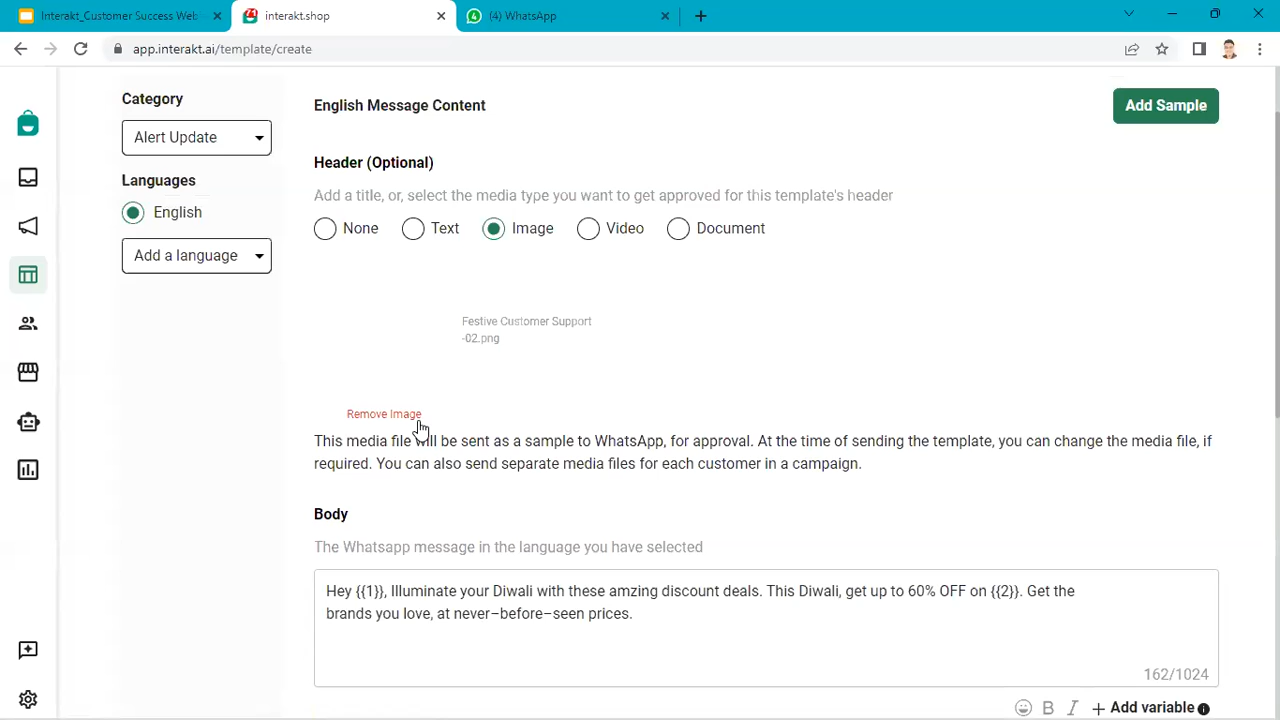 Interakt_Customer Success Web
interakt.shop
(4) WhatsApp
app.interakt.ai/template/create
Category
Alert Update
Languages
English
Add a language
English Message Content
Add Sample
Header (Optional)
Add a title, or, select the media type you want to get approved for this template's header
None Text Image Video Document
Festive Customer Support
-02.png
Remove Image
This media file will be sent as a sample to WhatsApp, for approval. At the time of sending the template, you can change the media file, if
required. You can also send separate media files for each customer in a campaign.
Body
The Whatsapp message in the language you have selected
Hey {{1}}, Illuminate your Diwali with these amzing discount deals. This Diwali, get up to 60% OFF on {{2}}. Get the
brands you love, at never–before–seen prices.
162/1024
B I + Add variable